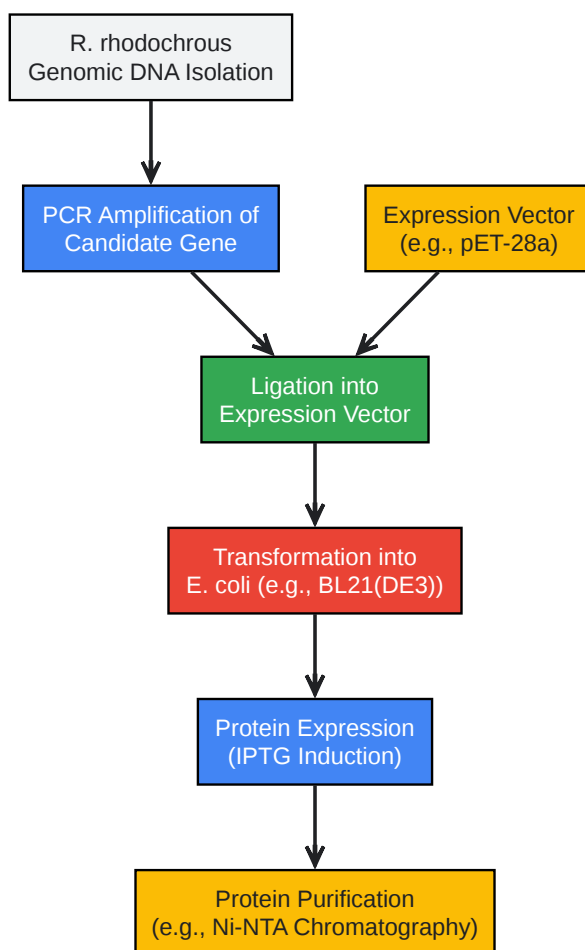 R. rhodochrous
Genomic DNA Isolation
PCR Amplification of
Candidate Gene
Expression Vector
(e.g., pET-28a)
Ligation into
Expression Vector
Transformation into
E. coli (e.g., BL21(DE3))
Protein Expression
(IPTG Induction)
Protein Purification
(e.g., Ni-NTA Chromatography)